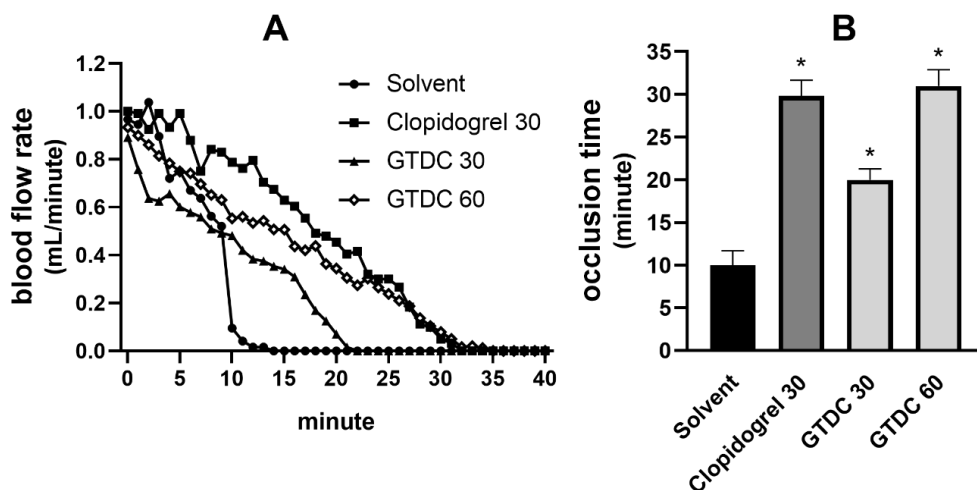 A
blood flow rate
(mL/minute)
1.2
1.0
0.8
0.6
0.4
0.2
0.0
0 5 10 15 20 25 30 35 40
minute
Solvent
Clopidogrel 30
GTDC 30
GTDC 60
B
occlusion time
(minute)
35
30
25
20
15
10
5
0
*
*
*
Solvent
Clopidogrel 30
GTDC 30
GTDC 60